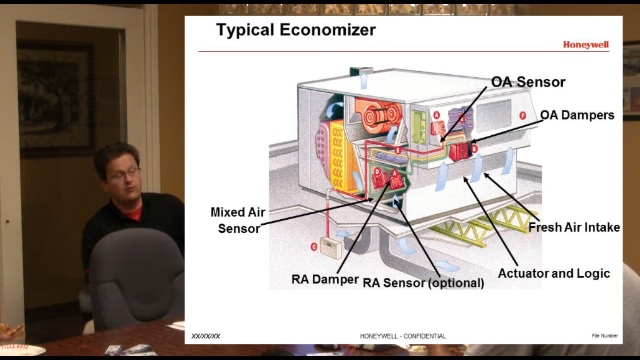 Typical Economizer
Honeywell
OA Sensor
OA Dampers
Mixed Air
Sensor
Fresh Air Intake
RA Damper
RA Sensor (optional)
Actuator and Logic
XX/XX/XX
HONEYWELL - CONFIDENTIAL
File Number